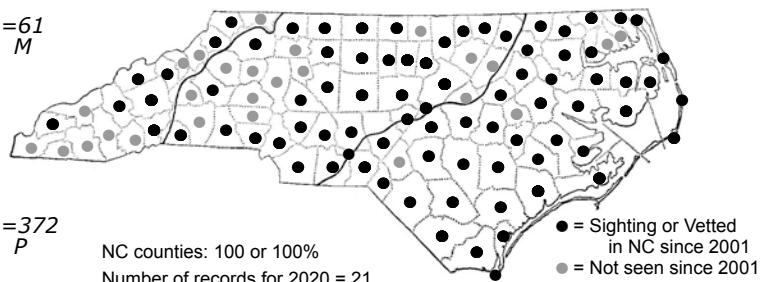 =61
M
=372
P
NC counties: 100 or 100%
Number of records for 2020 = 21
● = Sighting or Vetted
in NC since 2001
● = Not seen since 2001